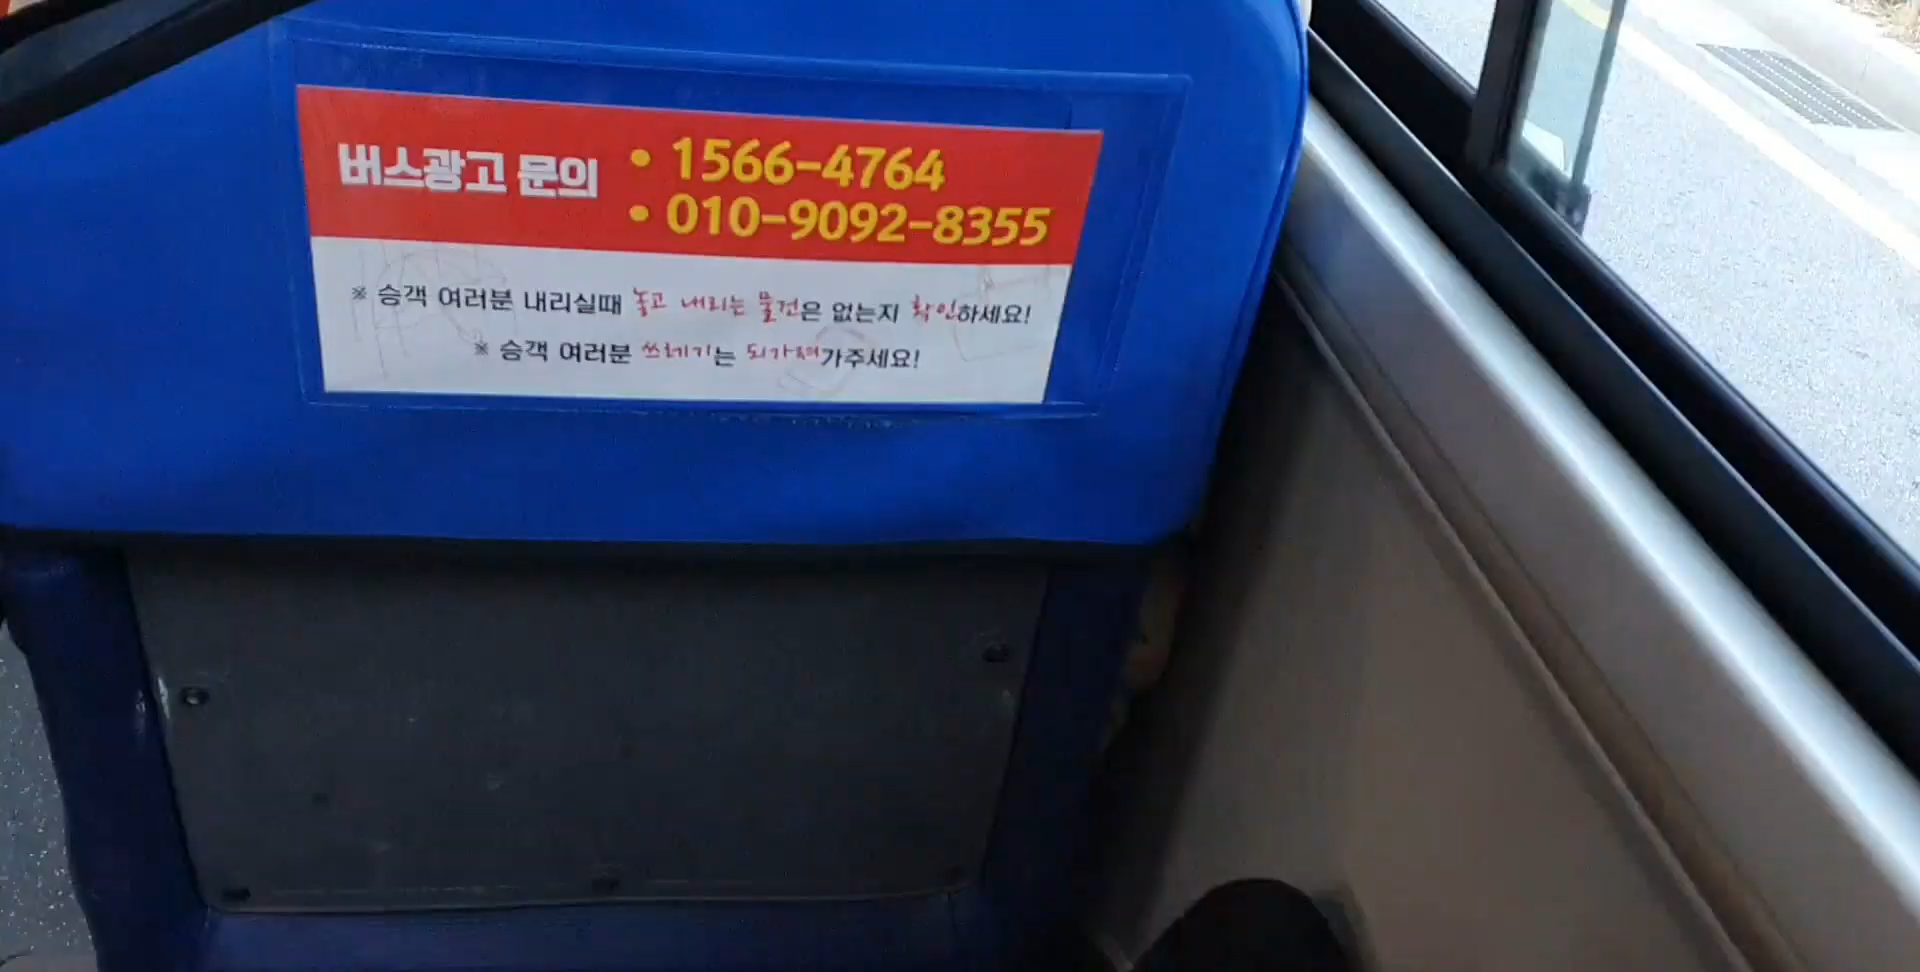 버스광고 문의
• 1566-4764
• 010-9092-8355
※ 승객 여러분 내리실때 놓고 내리는 물건은 없는지 확인하세요!
※ 승객 여러분 쓰레기는 되가져가주세요!